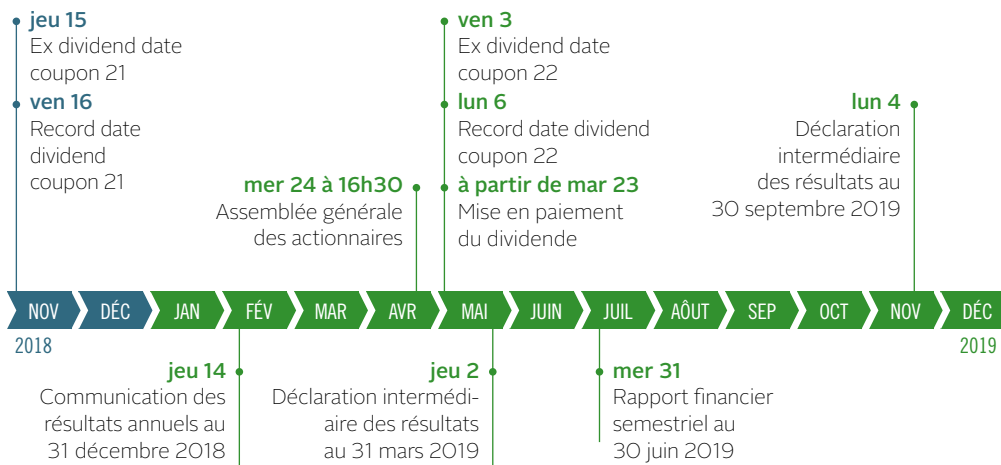 jeu 15
Ex dividend date
coupon 21
ven 16
Record date
dividend
coupon 21
mer 24 à 16h30
Assemblée générale
des actionnaires
ven 3
Ex dividend date
coupon 22
lun 6
Record date dividend
coupon 22
à partir de mar 23
Mise en paiement
du dividende
lun 4
Déclaration
intermédiaire
des résultats au
30 septembre 2019
NOV DÉC JAN FÉV MAR AVR MAI JUIN JUIL AÔUT SEP OCT NOV DÉC
2018 2019
jeu 14
Communication des
résultats annuels au
31 décembre 2018
jeu 2
Déclaration intermédi-
aire des résultats
au 31 mars 2019
mer 31
Rapport financier
semestriel au
30 juin 2019